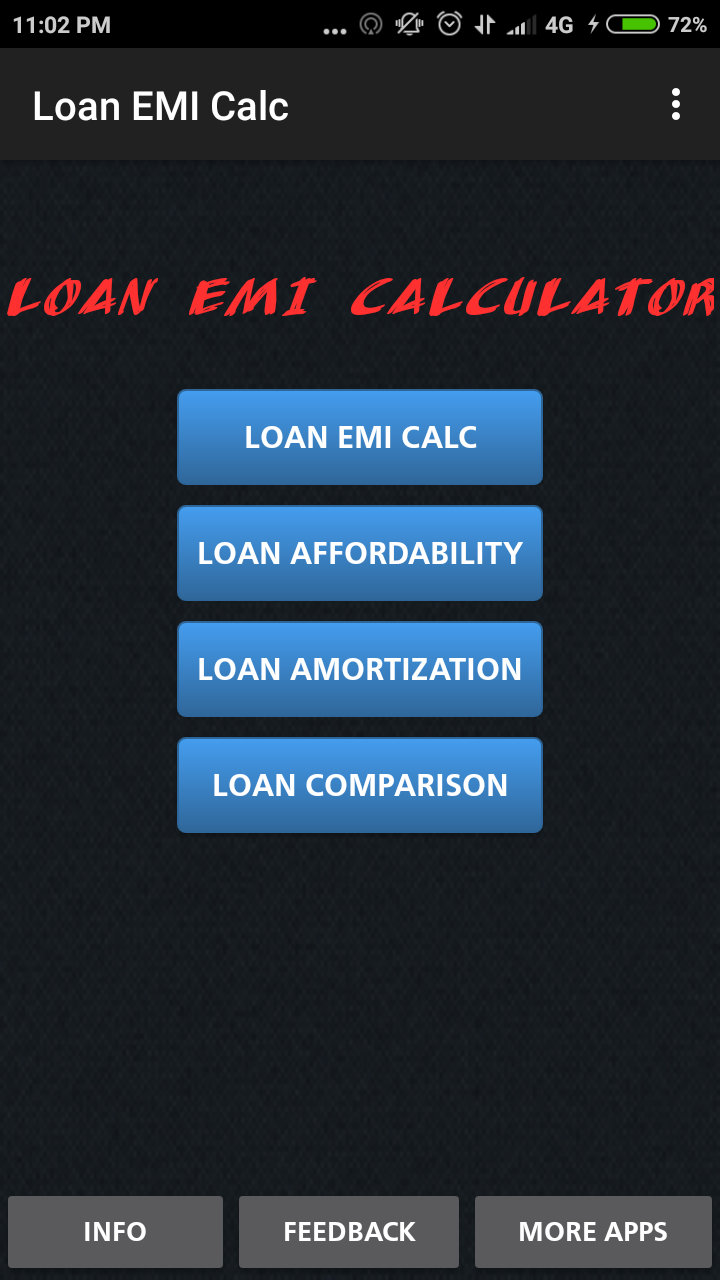 11:02 PM 4G 72%
Loan EMI Calc
LOAN EMI CALCULATOR
LOAN EMI CALC
LOAN AFFORDABILITY
LOAN AMORTIZATION
LOAN COMPARISON
INFO FEEDBACK MORE APPS